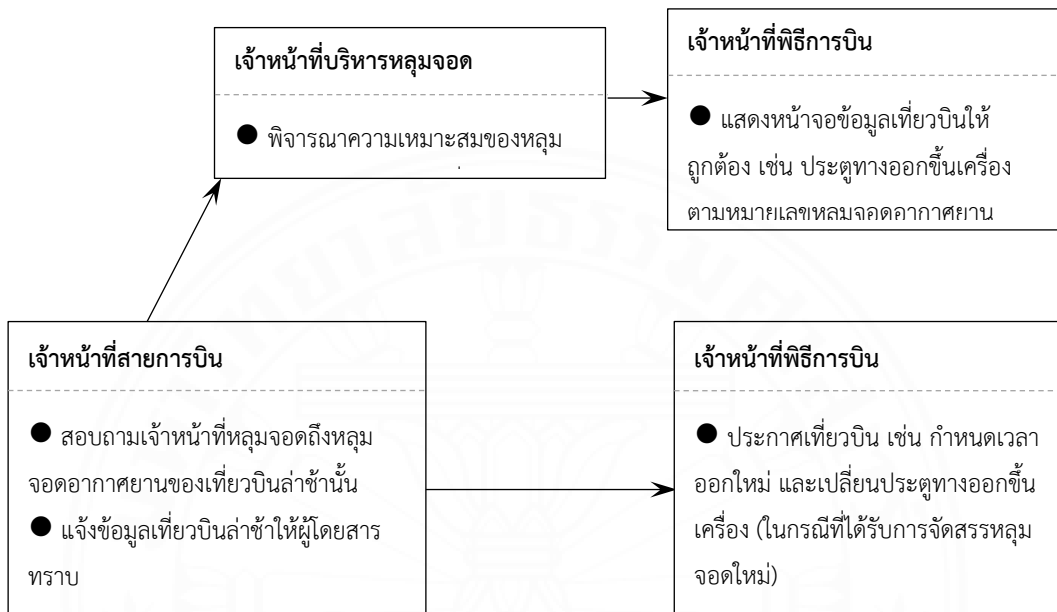 เจ้าหน้าที่บริหารหลุมจอด
● พิจารณาความเหมาะสมของหลุม
เจ้าหน้าที่พิธีการบิน
● แสดงหน้าจอข้อมูลเที่ยวบินให้
ถูกต้อง เช่น ประตูทางออกขึ้นเครื่อง
ตามหมายเลขหลุมจอดอากาศยาน
เจ้าหน้าที่สายการบิน
● สอบถามเจ้าหน้าที่หลุมจอดถึงหลุม
จอดอากาศยานของเที่ยวบินล่าช้านั้น
● แจ้งข้อมูลเที่ยวบินล่าช้าให้ผู้โดยสาร
ทราบ
เจ้าหน้าที่พิธีการบิน
● ประกาศเที่ยวบิน เช่น กำหนดเวลา
ออกใหม่ และเปลี่ยนประตูทางออกขึ้น
เครื่อง (ในกรณีที่ได้รับการจัดสรรหลุม
จอดใหม่)